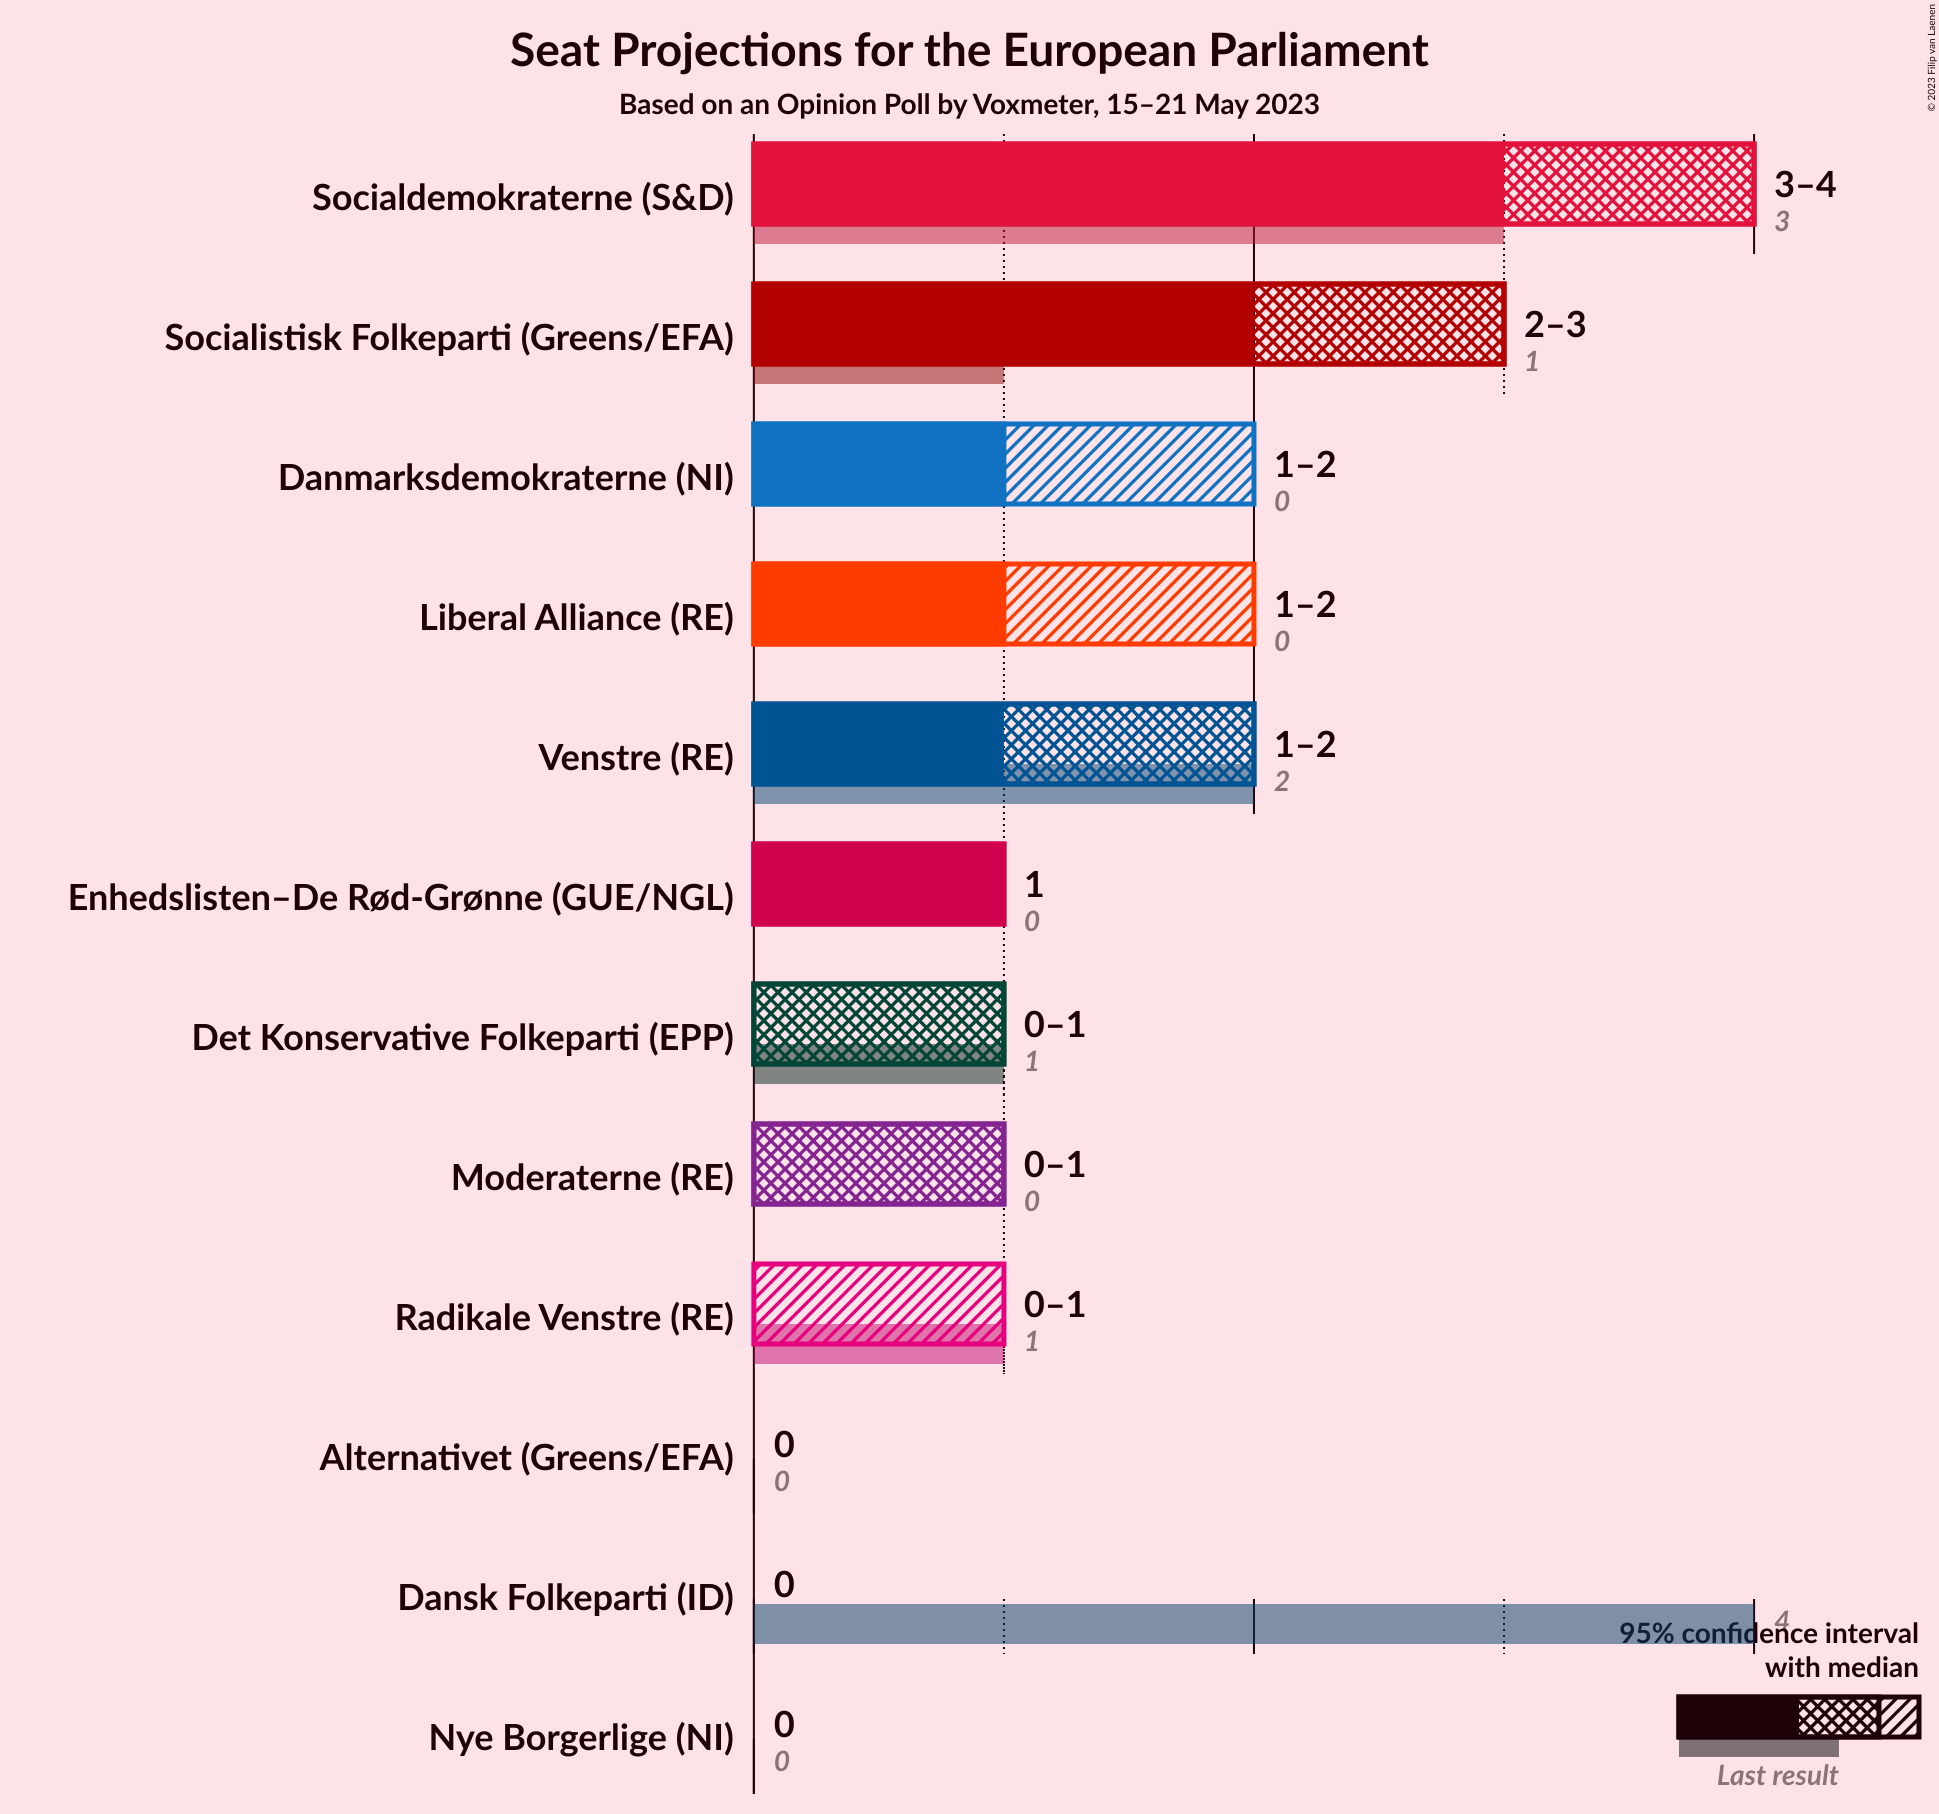 Seat Projections for the European Parliament
Based on an Opinion Poll by Voxmeter, 15–21 May 2023
© 2023 Filip van Laenen
Socialdemokraterne (S&D)
3–4
3
Socialistisk Folkeparti (Greens/EFA)
2–3
1
Danmarksdemokraterne (NI)
1–2
0
Liberal Alliance (RE)
1–2
0
Venstre (RE)
1–2
2
Enhedslisten–De Rød-Grønne (GUE/NGL)
1
0
Det Konservative Folkeparti (EPP)
0–1
1
Moderaterne (RE)
0–1
0
Radikale Venstre (RE)
0–1
1
Alternativet (Greens/EFA)
0
0
Dansk Folkeparti (ID)
0
4
Nye Borgerlige (NI)
0
0
95% confidence interval
with median
Last result